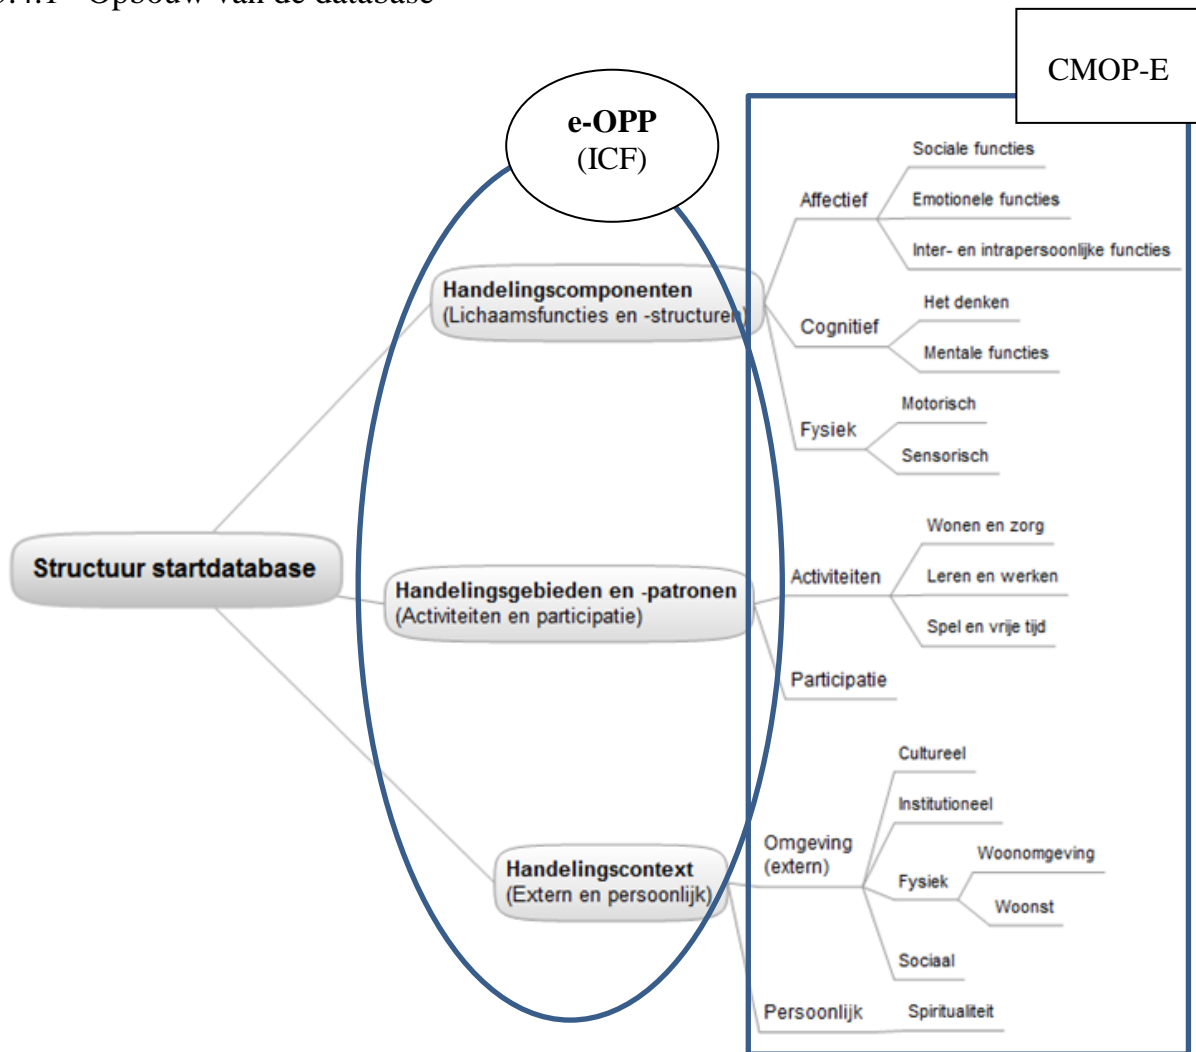 Opbouw van de database
CMOP-E
e-OPP
(ICF)
Sociale functies
Affectief
Emotionele functies
Inter- en intrapersoonlijke functies
Handelingscomponenten
(Lichaamsfuncties en -structuren)
Het denken
Cognitief
Mentale functies
Motorisch
Fysiek
Sensorisch
Structuur startdatabase
Handelingsgebieden en -patronen
(Activiteiten en participatie)
Wonen en zorg
Activiteiten
Leren en werken
Spel en vrije tijd
Participatie
Handelingscontext
(Extern en persoonlijk)
Cultureel
Institutioneel
Omgeving
(extern)
Woonomgeving
Fysiek
Woonst
Sociaal
Persoonlijk
Spiritualiteit